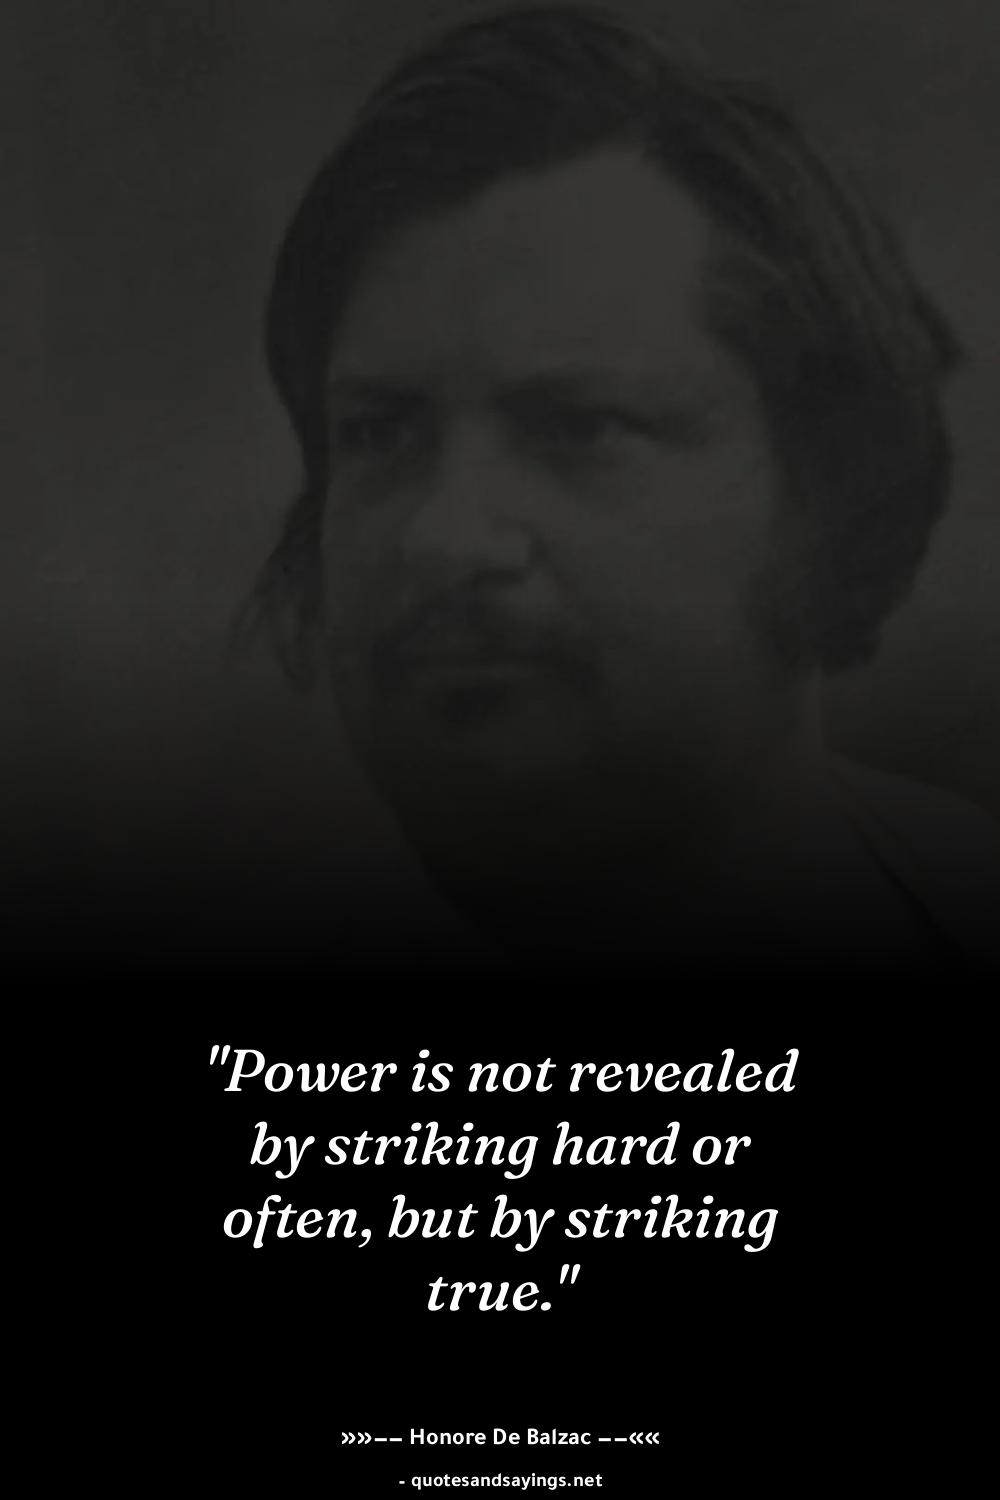 "Power is not revealed
by striking hard or
often, but by striking
true."
»»—— Honore De Balzac ——««
- quotesandsayings.net